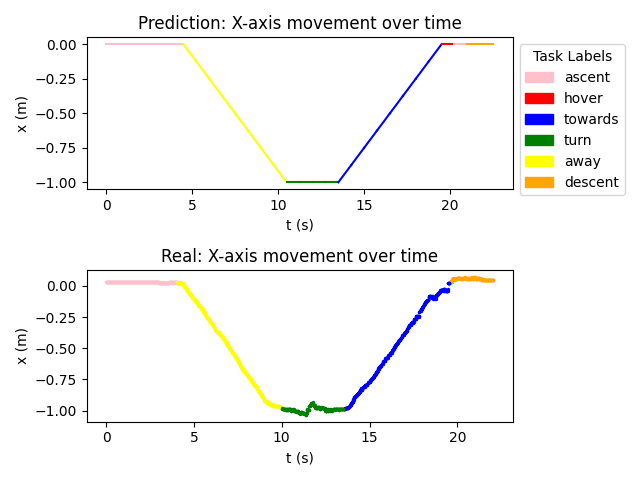 Prediction: X-axis movement over time
0.00
−0.25
−0.50
−0.75
−1.00
x (m)
0 5 10 15 20
t (s)
Task Labels
ascent
hover
towards
turn
away
descent
Real: X-axis movement over time
0.00
−0.25
−0.50
−0.75
−1.00
x (m)
0 5 10 15 20
t (s)